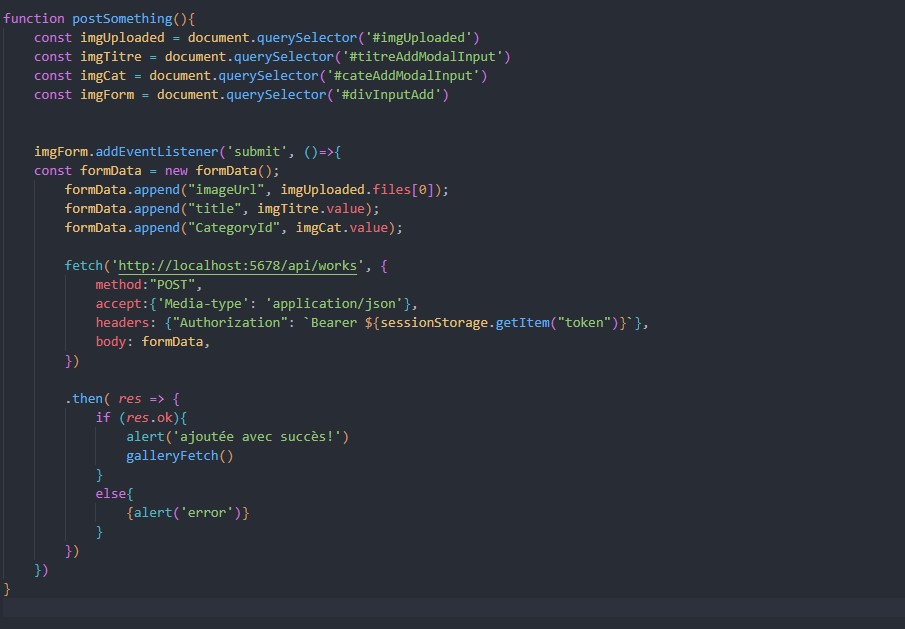 function postSomething(){
    const imgUploaded = document.querySelector('#imgUploaded')
    const imgTitre = document.querySelector('#titreAddModalInput')
    const imgCat = document.querySelector('#cateAddModalInput')
    const imgForm = document.querySelector('#divInputAdd')
    imgForm.addEventListener('submit', ()=>{
    const formData = new formData();
        formData.append("imageUrl", imgUploaded.files[0]);
        formData.append("title", imgTitre.value);
        formData.append("CategoryId", imgCat.value);
        fetch('http://localhost:5678/api/works', {
            method:"POST",
            accept:{'Media-type': 'application/json'},
            headers: {"Authorization": `Bearer ${sessionStorage.getItem("token")}`},
            body: formData,
        })
        .then( res => {
            if (res.ok){
                alert('ajoutée avec succès!')
                galleryFetch()
            }
            else{
                {alert('error')}
            }
        })
    })
}